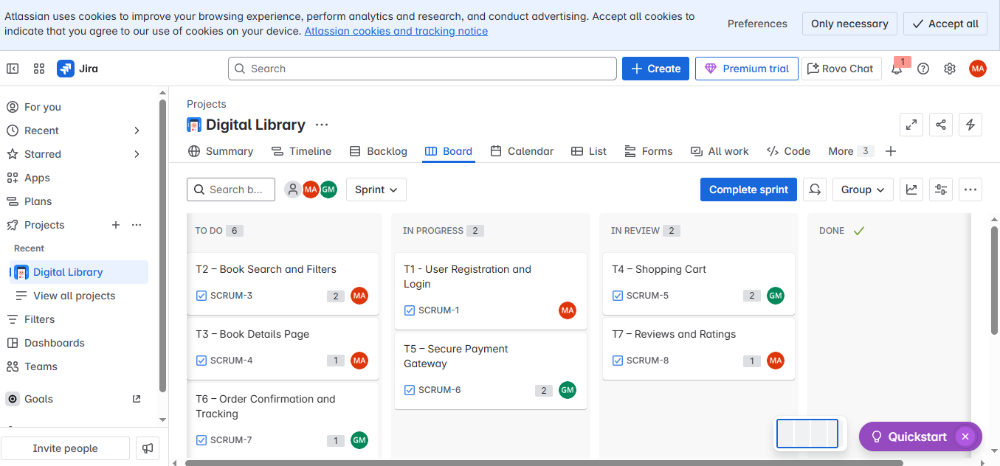 Atlassian uses cookies to improve your browsing experience, perform analytics and research, and conduct advertising. Accept all cookies to
indicate that you agree to our use of cookies on your device. Atlassian cookies and tracking notice
Preferences
Only necessary
Accept all
Jira
Search
Create
Premium trial
Rovo Chat
1
MA
For you
Recent
Starred
Apps
Plans
Projects
Recent
Digital Library
View all projects
Filters
Dashboards
Teams
Goals
Invite people
Projects
Digital Library
Summary
Timeline
Backlog
Board
Calendar
List
Forms
All work
Code
More 3
Search b...
MA
GM
Sprint
Complete sprint
Group
TO DO 6
T2 – Book Search and Filters
SCRUM-3
2
MA
T3 – Book Details Page
SCRUM-4
1
MA
T6 – Order Confirmation and
Tracking
SCRUM-7
1
GM
IN PROGRESS 2
T1 - User Registration and
Login
SCRUM-1
MA
T5 – Secure Payment
Gateway
SCRUM-6
2
GM
IN REVIEW 2
T4 – Shopping Cart
SCRUM-5
2
GM
T7 – Reviews and Ratings
SCRUM-8
1
MA
DONE
Quickstart